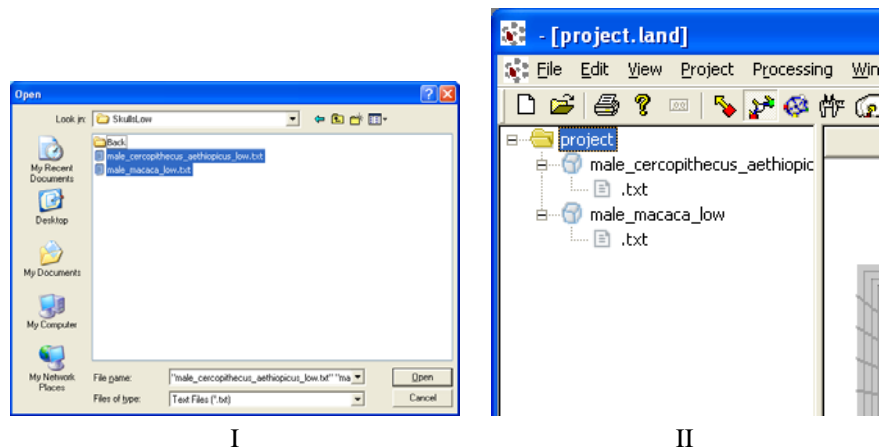 Open
Look in: SkullsLow
Back
male_cercopithecus_aethiopicus_low.txt
male_macaca_low.txt
My Recent
Documents
Desktop
My Documents
My Computer
My Network
Places
File name: "male_cercopithecus_aethiopicus_low.txt" "ma
Files of type: Text Files (*.txt)
Open
Cancel
I
- [project.land]
File Edit View Project Processing Win
project
male_cercopithecus_aethiopic
.txt
male_macaca_low
.txt
II